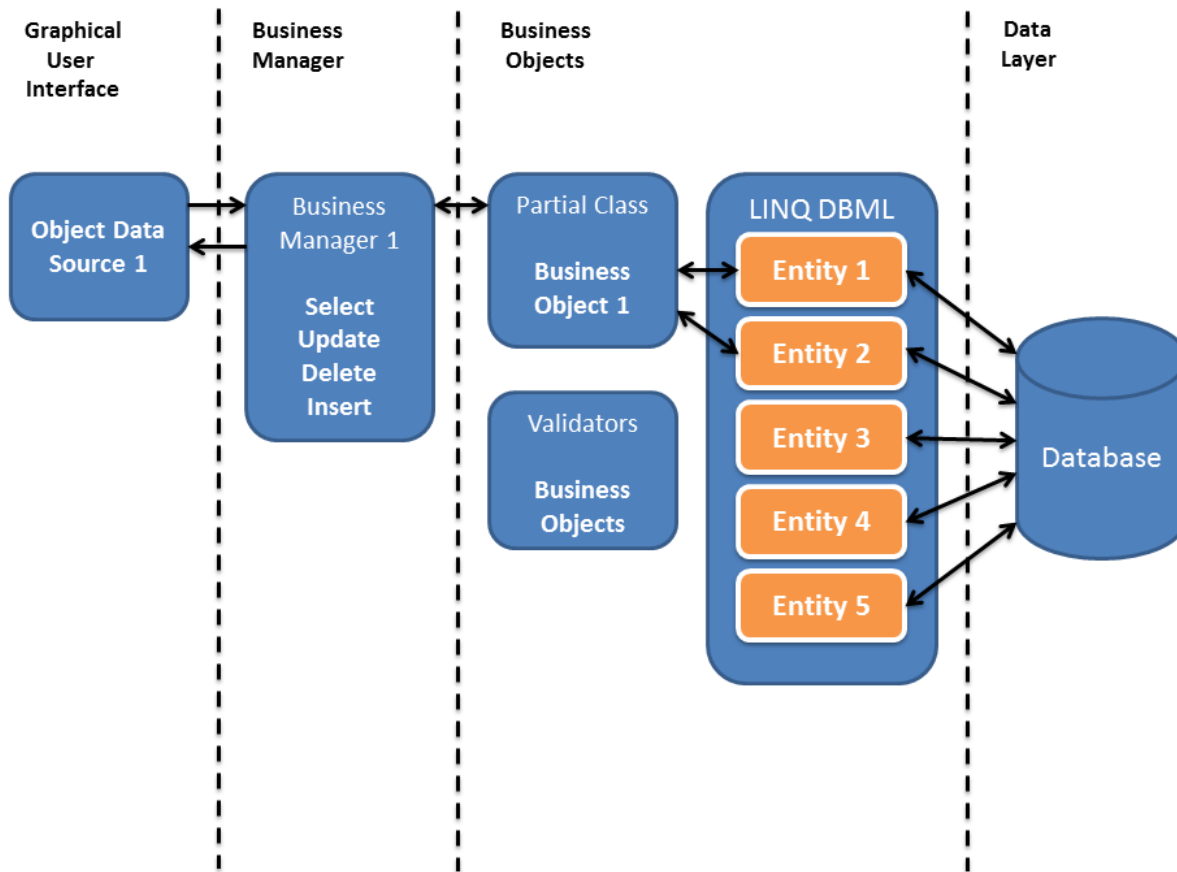 Graphical
User
Interface
Business
Manager
Business
Objects
Data
Layer
Object Data
Source 1
Business
Manager 1
Select
Update
Delete
Insert
Partial Class
Business
Object 1
Validators
Business
Objects
LINQ DBML
Entity 1
Entity 2
Entity 3
Entity 4
Entity 5
Database